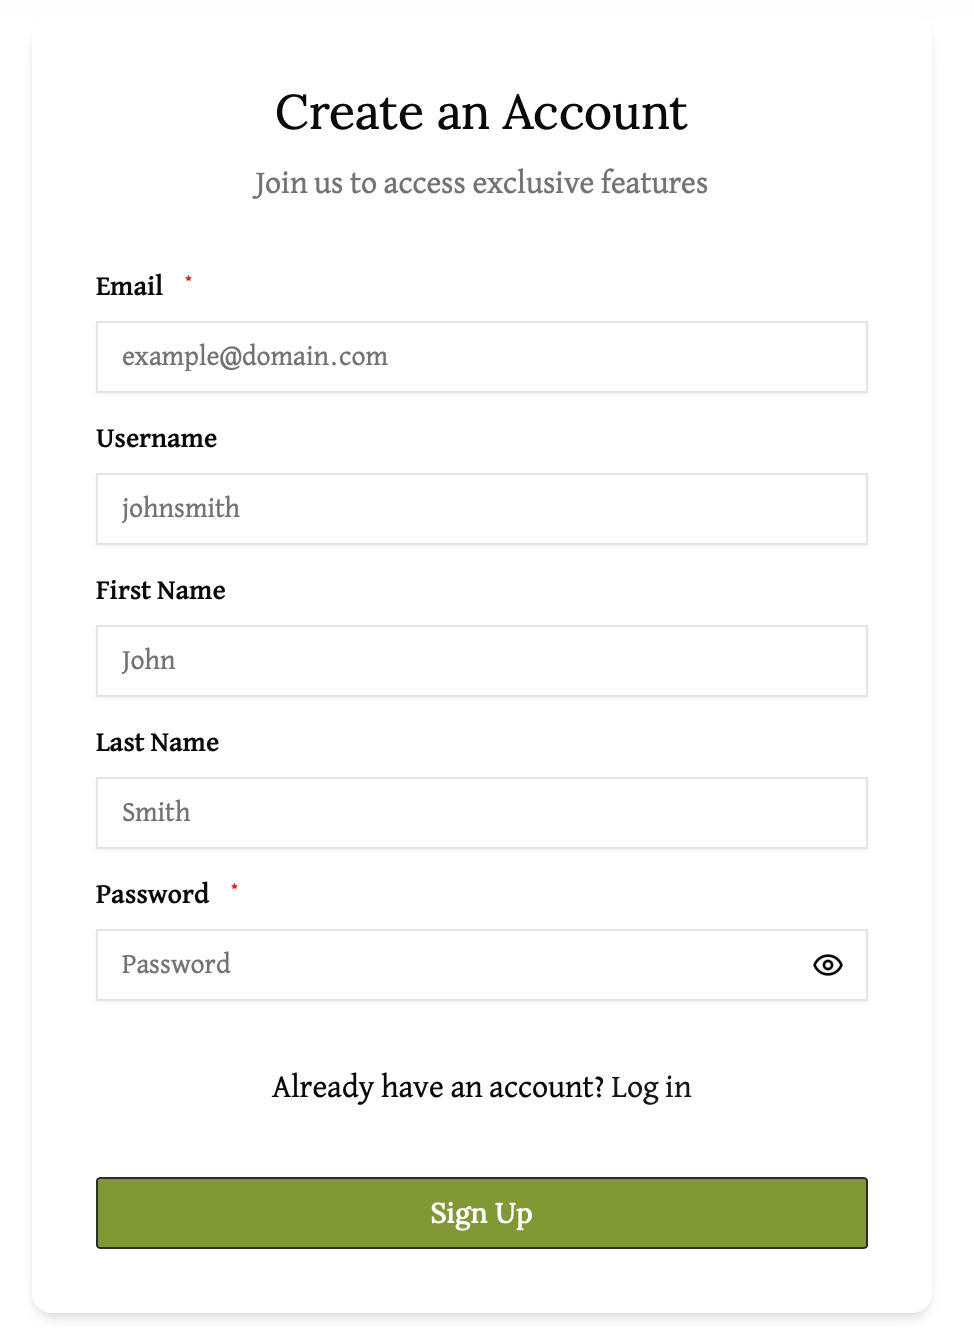 Create an Account
Join us to access exclusive features
Email *
example@domain.com
Username
johnsmith
First Name
John
Last Name
Smith
Password *
Password
Already have an account? Log in
Sign Up